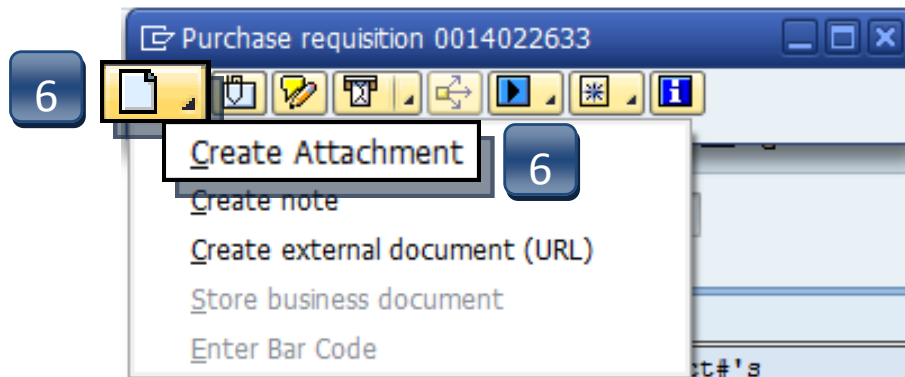 Purchase requisition 0014022633
6
Create Attachment
6
Create note
Create external document (URL)
Store business document
Enter Bar Code
ct#'s